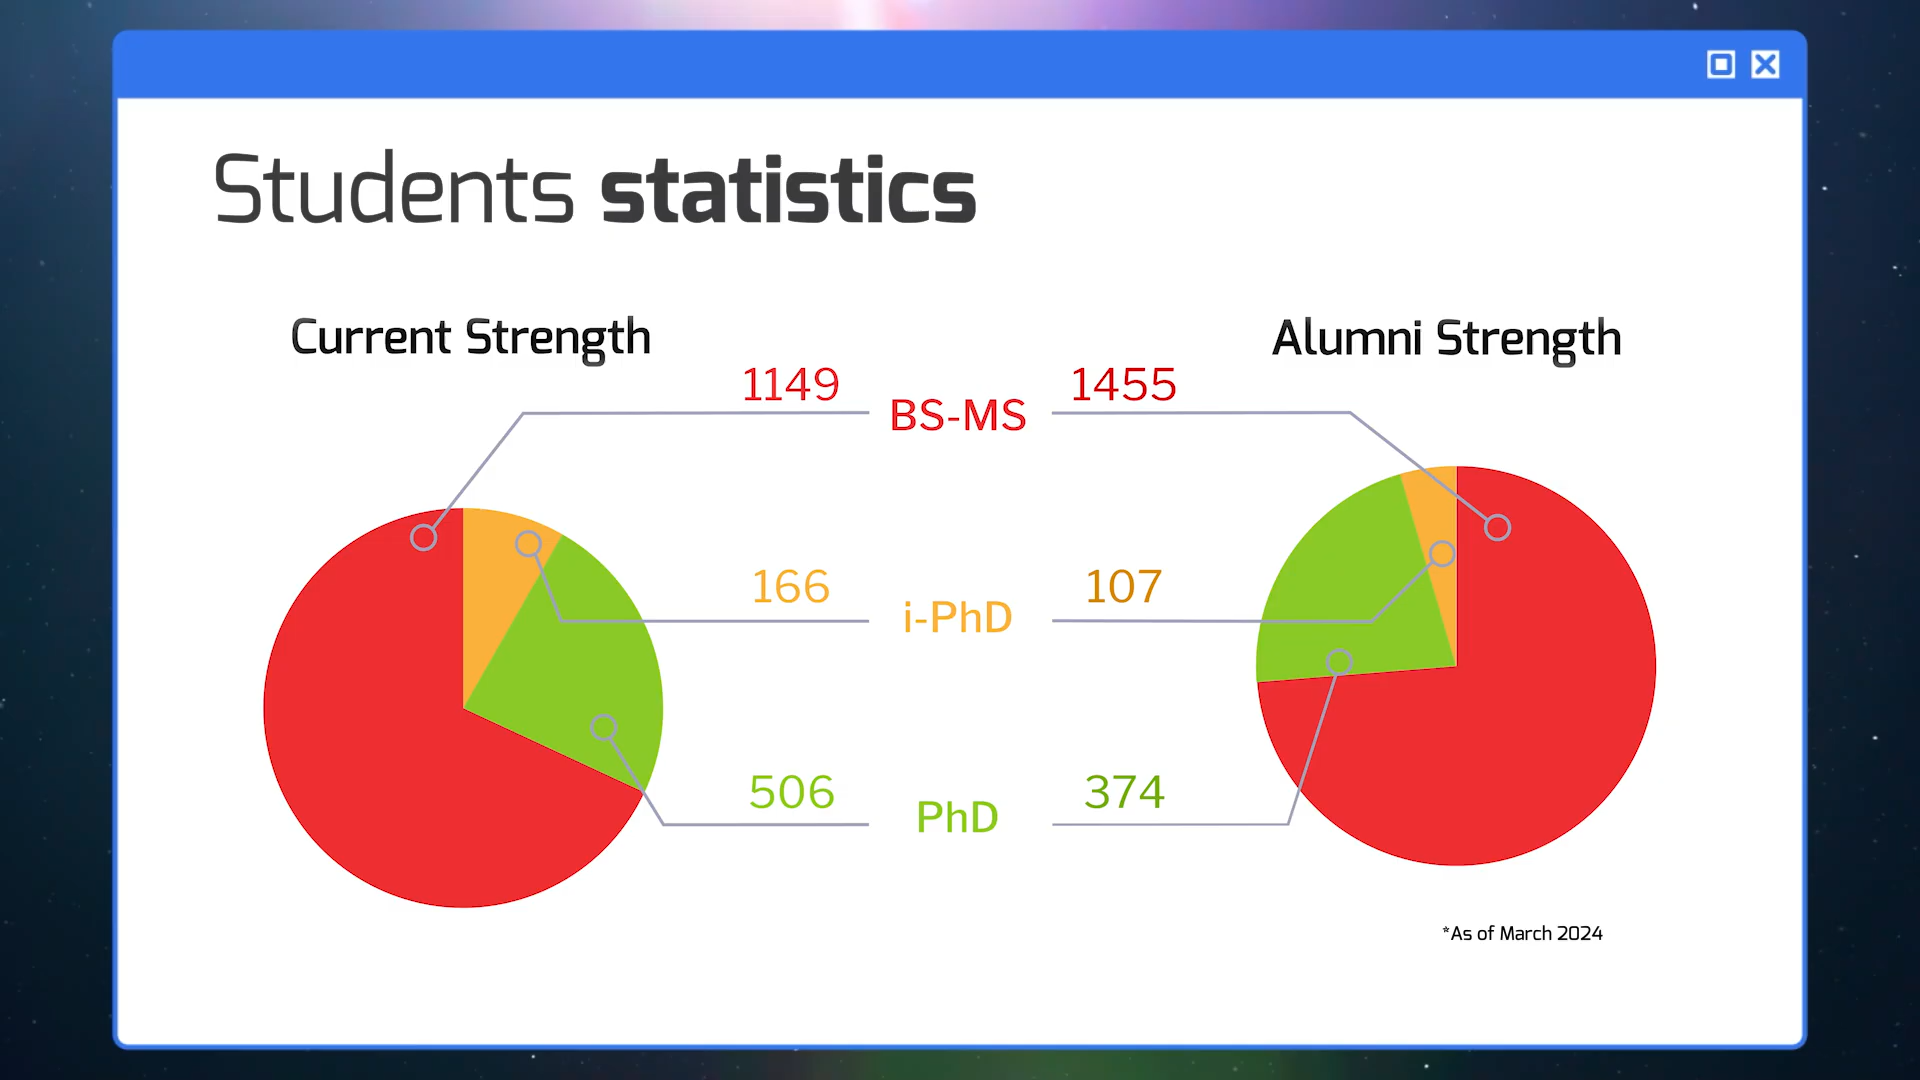 Students statistics
Current Strength
Alumni Strength
1149 BS-MS 1455
166 i-PhD 107
506 PhD 374
*As of March 2024